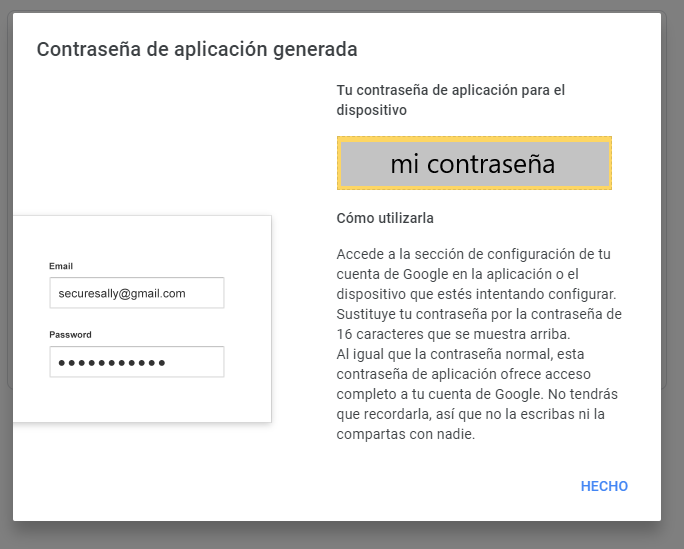 Contraseña de aplicación generada
Tu contraseña de aplicación para el
dispositivo
mi contraseña
Cómo utilizarla
Email
securesally@gmail.com
Password
Accede a la sección de configuración de tu
cuenta de Google en la aplicación o el
dispositivo que estés intentando configurar.
Sustituye tu contraseña por la contraseña de
16 caracteres que se muestra arriba.
Al igual que la contraseña normal, esta
contraseña de aplicación ofrece acceso
completo a tu cuenta de Google. No tendrás
que recordarla, así que no la escribas ni la
compartas con nadie.
HECHO